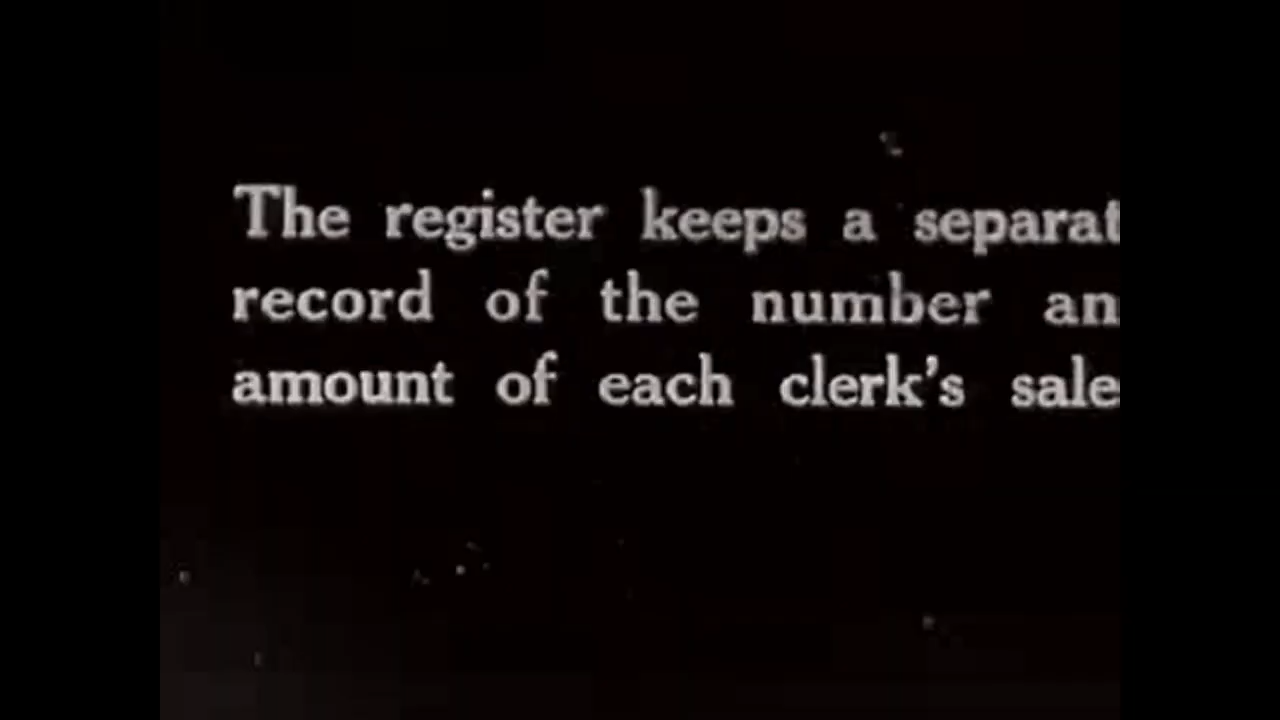 The register keeps a separat
record of the number an
amount of each clerk's sale